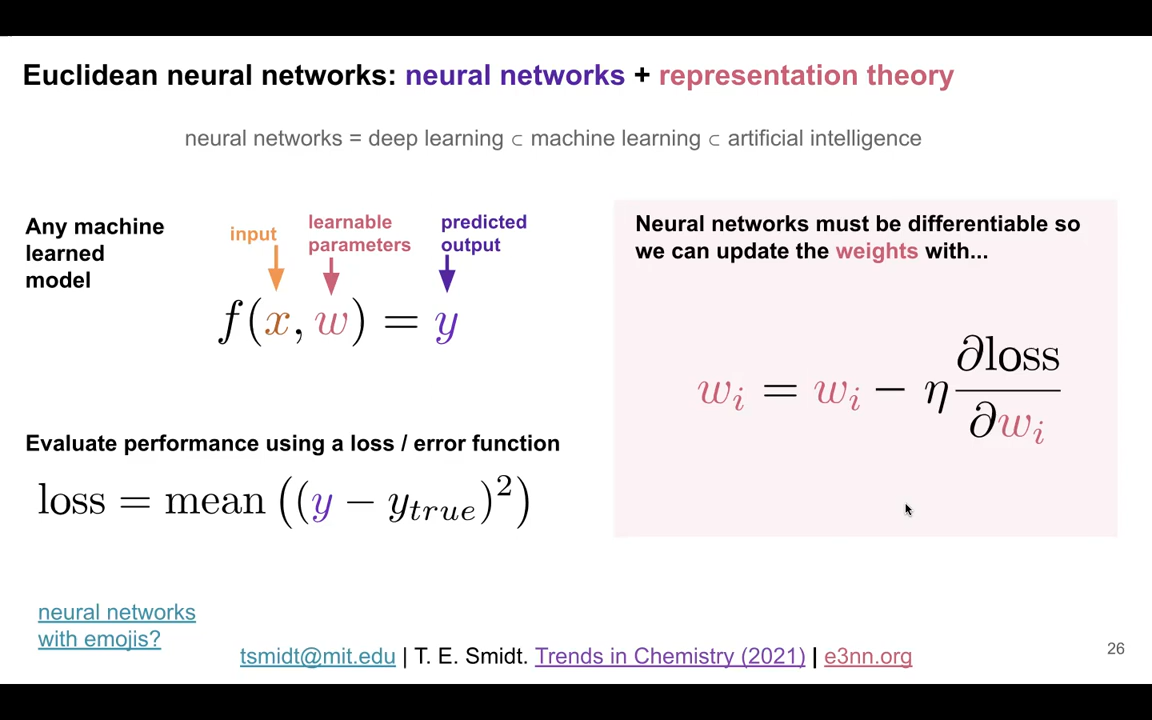 Euclidean neural networks: neural networks + representation theory
neural networks = deep learning ⊂ machine learning ⊂ artificial intelligence
Any machine
learned
model
input
learnable
parameters
predicted
output
f(x, w) = y
Evaluate performance using a loss / error function
loss = mean ((y − y_{true})^2)
Neural networks must be differentiable so
we can update the weights with...
w_i = w_i − η ∂loss/∂w_i
neural networks
with emojis?
tsmidt@mit.edu | T. E. Smidt. Trends in Chemistry (2021) | e3nn.org
26